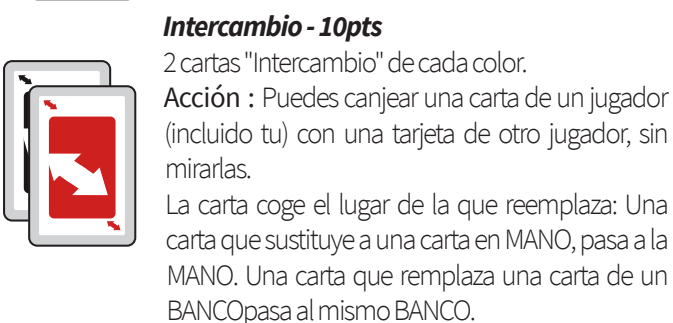 Intercambio - 10pts
2 cartas "Intercambio" de cada color.
Acción : Puedes canjear una carta de un jugador
(incluido tu) con una tarjeta de otro jugador, sin
mirarlas.
La carta coge el lugar de la que reemplaza: Una
carta que sustituye a una carta en MANO, pasa a la
MANO. Una carta que remplaza una carta de un
BANCOpasa al mismo BANCO.